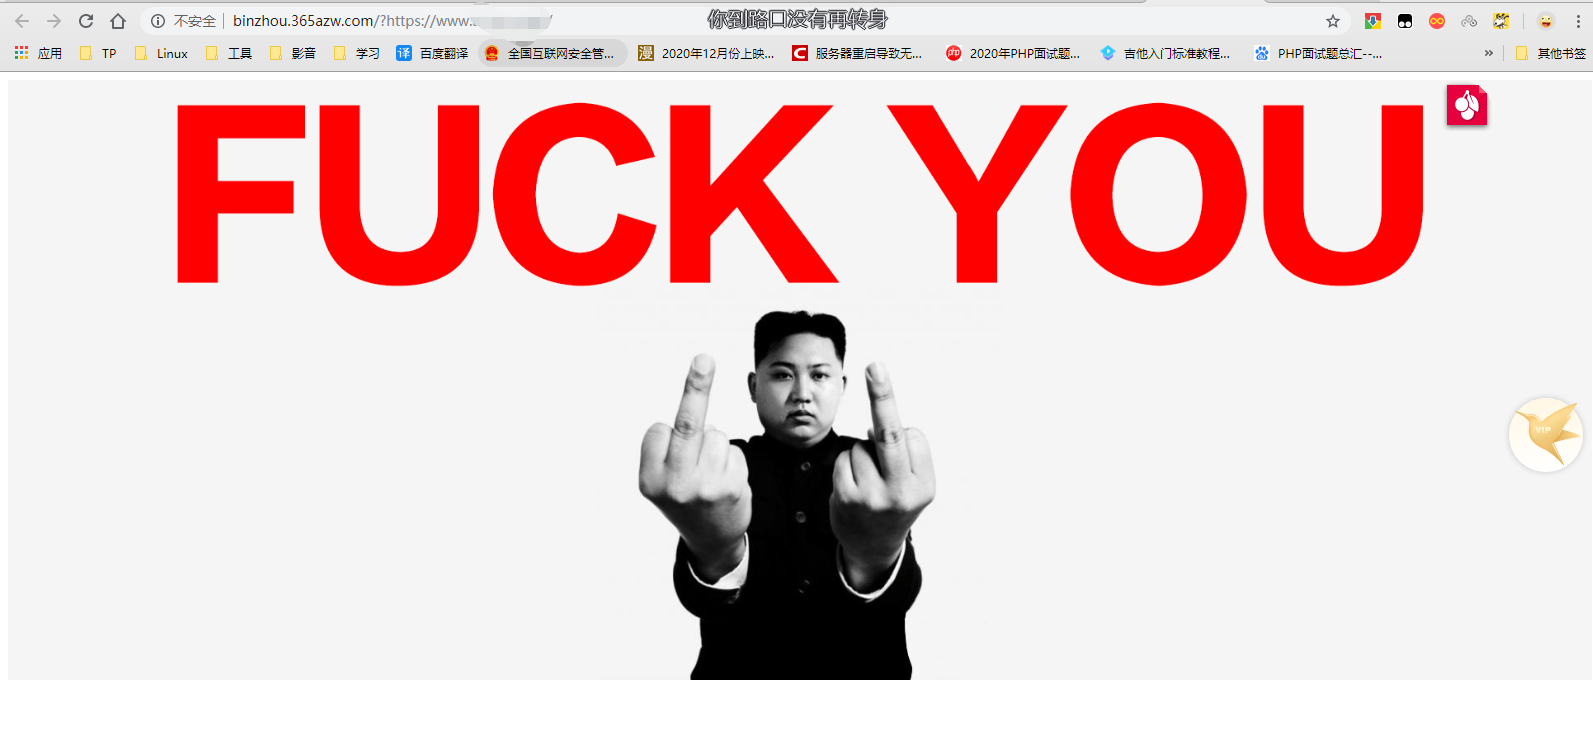 你到路口没有再转身
不安全 | binzhou.365azw.com/?https://www.
应用 TP Linux 工具 影音 学习 译 百度翻译 全国互联网安全管... 漫 2020年12月份上映... C 服务器重启导致无... php 2020年PHP面试题... 吉他入门标准教程... PHP面试题总汇--... » 其他书签
FUCK YOU
VIP